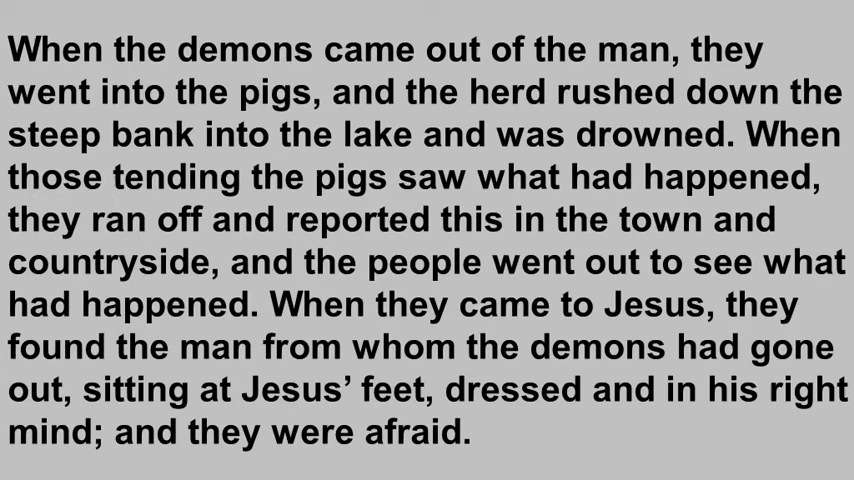 When the demons came out of the man, they
went into the pigs, and the herd rushed down the
steep bank into the lake and was drowned. When
those tending the pigs saw what had happened,
they ran off and reported this in the town and
countryside, and the people went out to see what
had happened. When they came to Jesus, they
found the man from whom the demons had gone
out, sitting at Jesus’ feet, dressed and in his right
mind; and they were afraid.